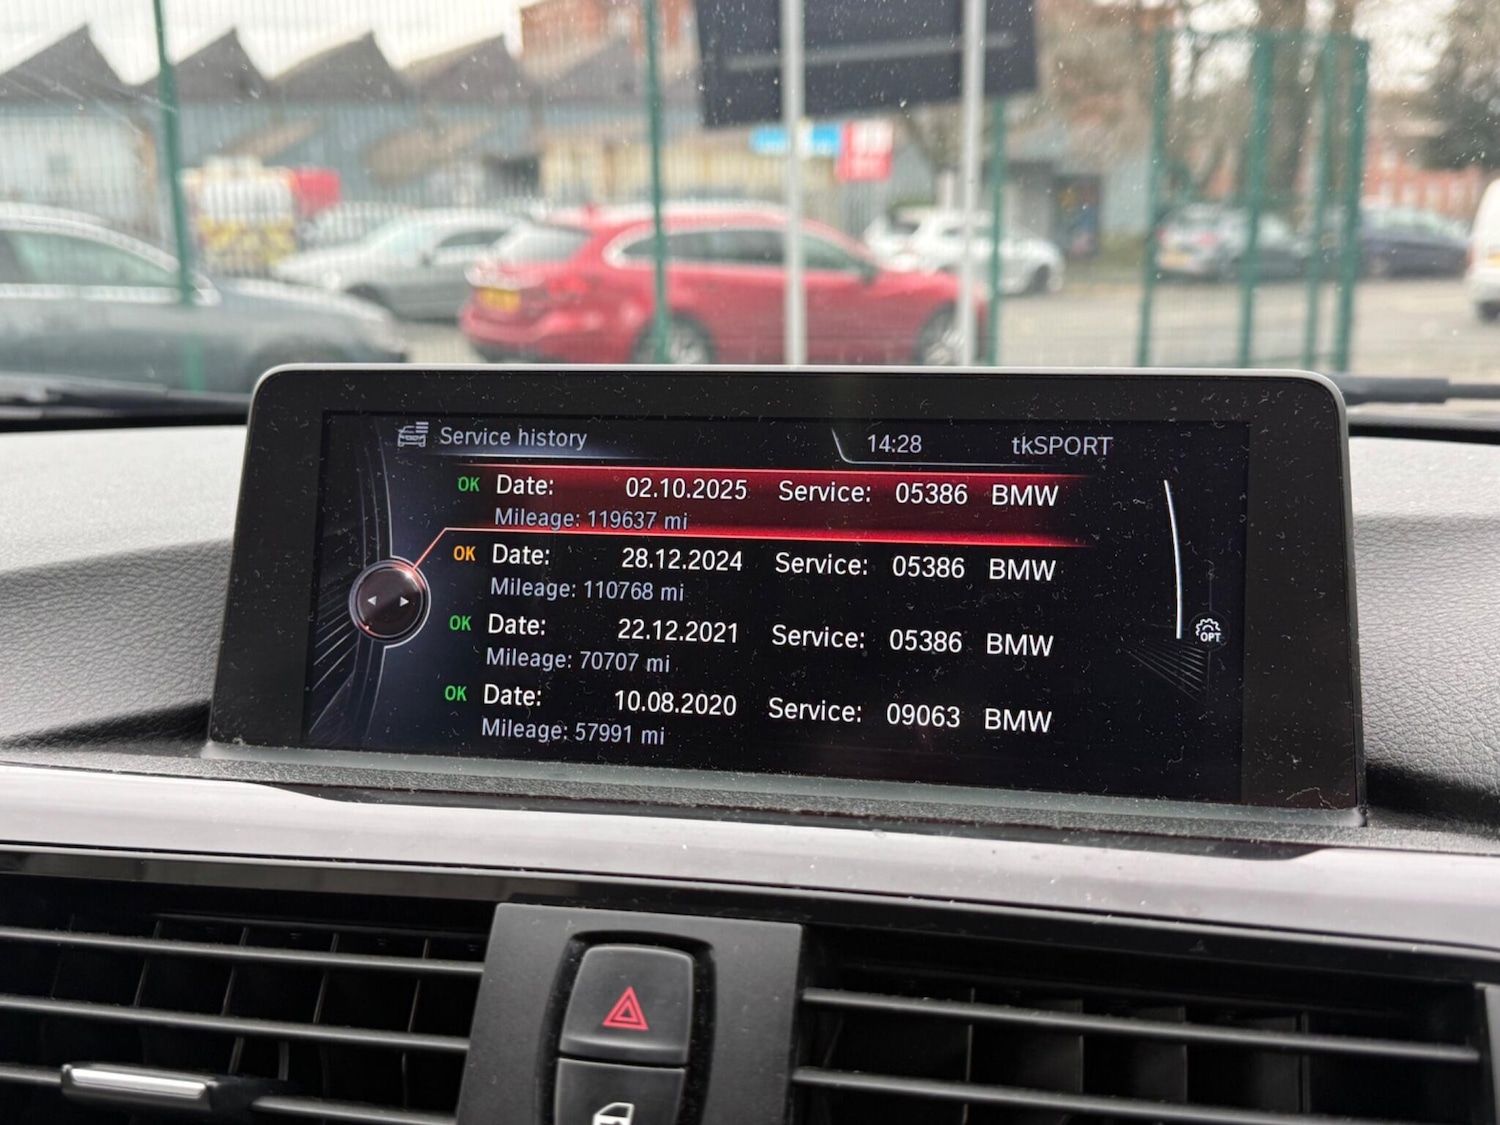 Service history 14:28 tkSPORT
OK Date: 02.10.2025 Service: 05386 BMW
Mileage: 119637 mi
OK Date: 28.12.2024 Service: 05386 BMW
Mileage: 110768 mi
OK Date: 22.12.2021 Service: 05386 BMW
Mileage: 70707 mi
OPT
OK Date: 10.08.2020 Service: 09063 BMW
Mileage: 57991 mi